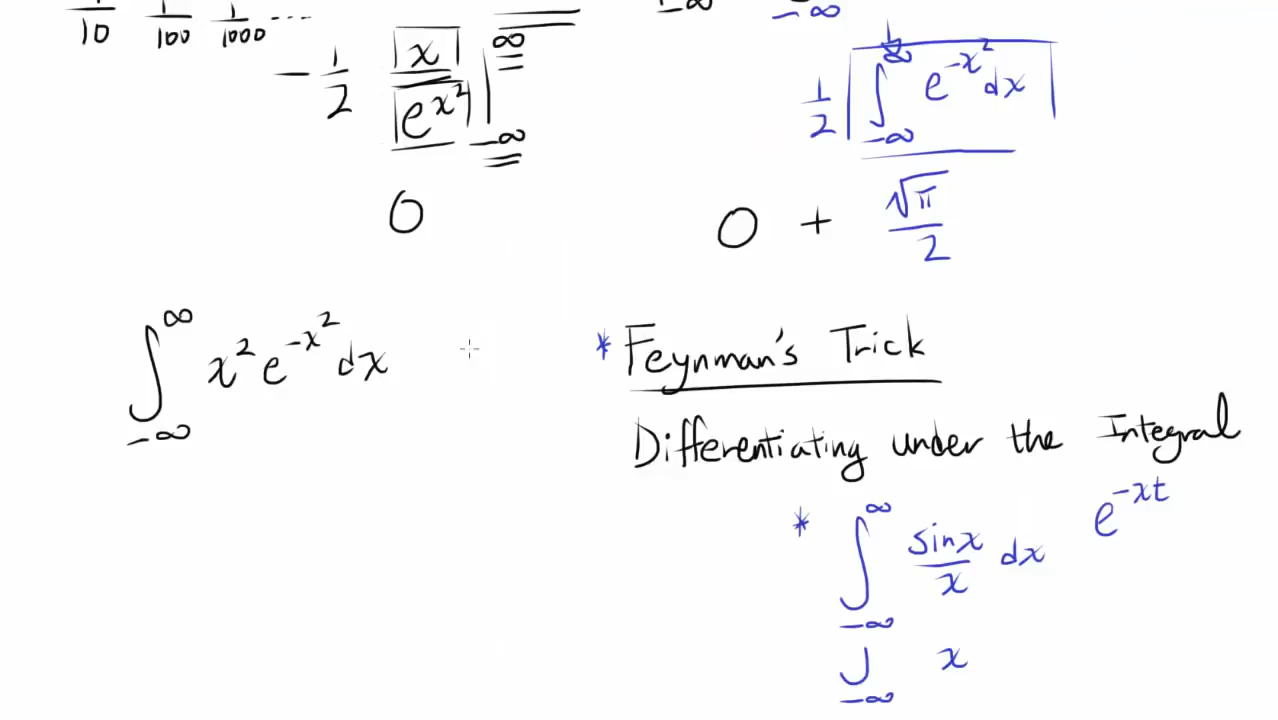 1/10 1/100 1/1000 ...
-∞ -∞
- 1/2 x/e^{x^2} |_{-∞}^{∞}
1/2 ∫_{-∞}^{∞} e^{-x^2} dx
0
0 + √π/2
∫_{-∞}^{∞} x^2 e^{-x^2} dx
* Feynman's Trick
Differentiating under the Integral
* ∫_{-∞}^{∞} sinx/x dx e^{-xt}
x
-∞